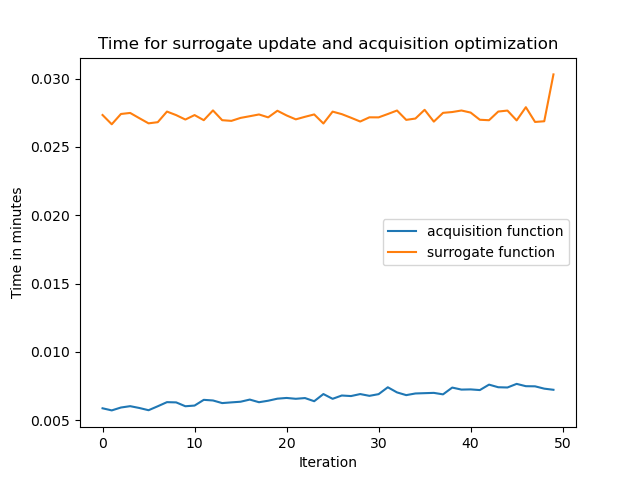 Time for surrogate update and acquisition optimization
0.030
0.025
0.020
0.015
0.010
0.005
Time in minutes
acquisition function
surrogate function
0 10 20 30 40 50
Iteration